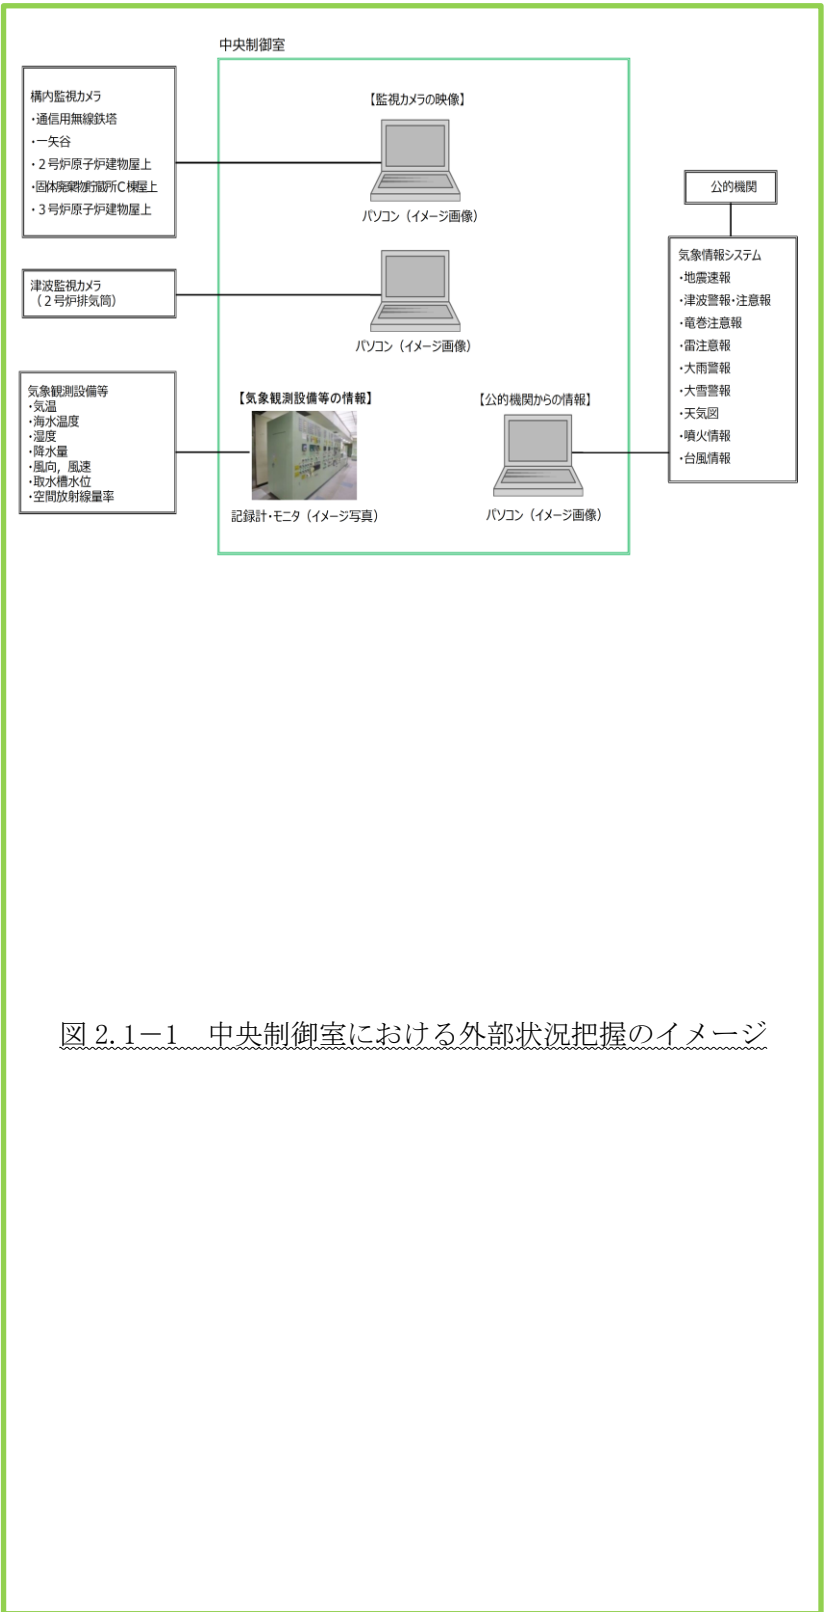 中央制御室
構内監視カメラ
・通信用無線鉄塔
・一矢谷
・２号炉原子炉建物屋上
・固体廃棄物貯蔵所Ｃ棟屋上
・３号炉原子炉建物屋上
【監視カメラの映像】
パソコン（イメージ画像）
津波監視カメラ
（２号炉排気筒）
パソコン（イメージ画像）
気象観測設備等
・気温
・海水温度
・湿度
・降水量
・風向，風速
・取水槽水位
・空間放射線量率
【気象観測設備等の情報】
記録計・モニタ（イメージ写真）
【公的機関からの情報】
パソコン（イメージ画像）
公的機関
気象情報システム
・地震速報
・津波警報・注意報
・竜巻注意報
・雷注意報
・大雨警報
・大雪警報
・天気図
・噴火情報
・台風情報
図 2.1－1　中央制御室における外部状況把握のイメージ